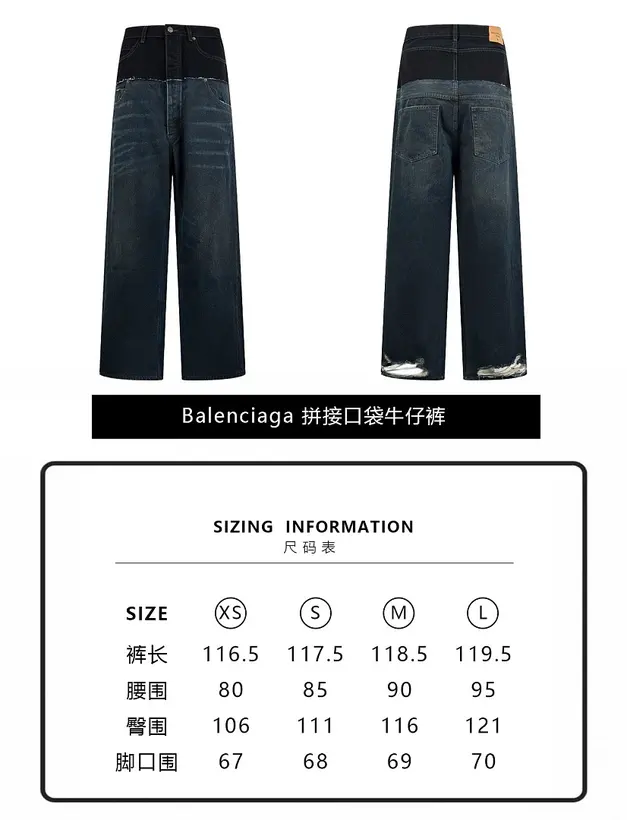 Balenciaga 拼接口袋牛仔裤
SIZING INFORMATION
尺码表
SIZE XS S M L
裤长 116.5 117.5 118.5 119.5
腰围 80 85 90 95
臀围 106 111 116 121
脚口围 67 68 69 70